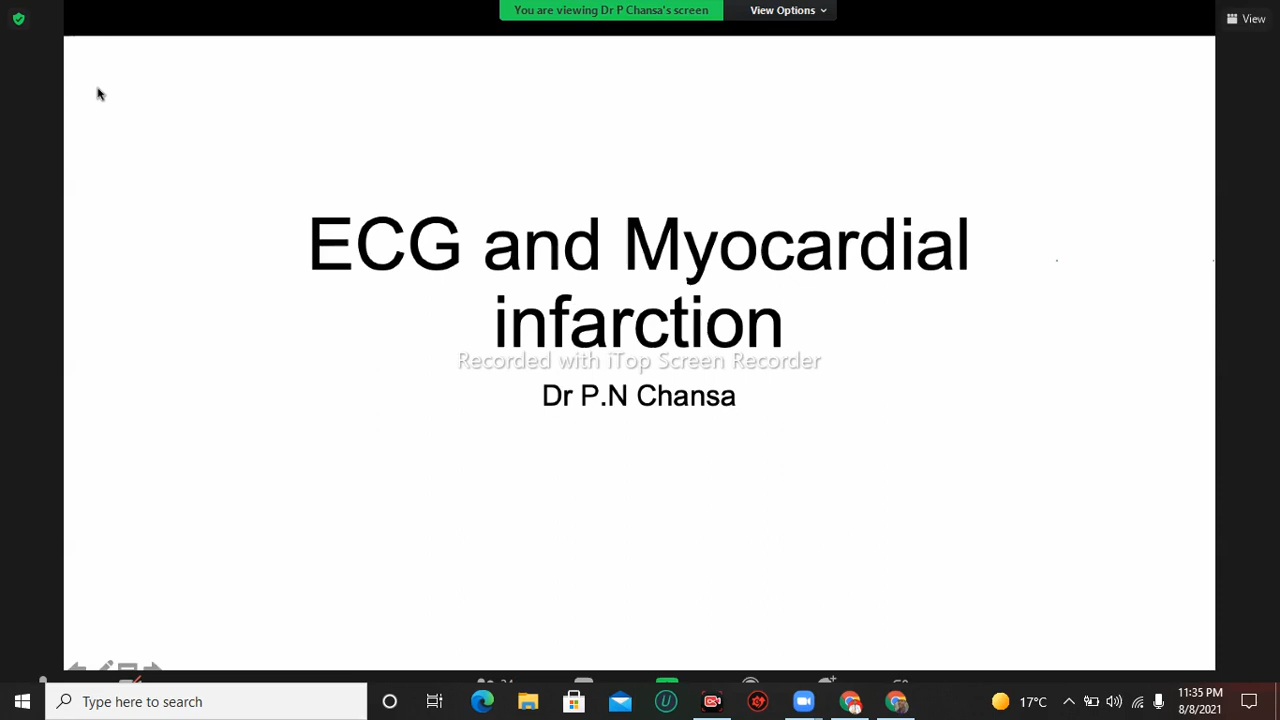 You are viewing Dr P Chansa's screen
View Options
View
ECG and Myocardial
infarction
Recorded with iTop Screen Recorder
Dr P.N Chansa
Type here to search
17°C
11:35 PM
8/8/2021